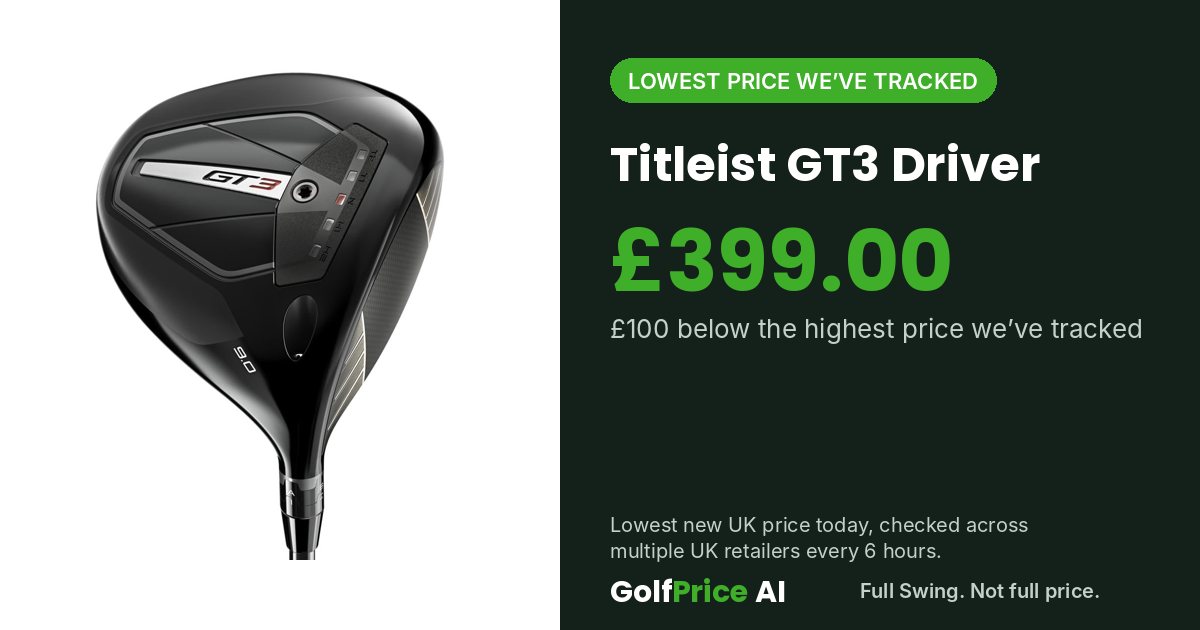 GT3
9.0
LOWEST PRICE WE’VE TRACKED
Titleist GT3 Driver
£399.00
£100 below the highest price we’ve tracked
Lowest new UK price today, checked across
multiple UK retailers every 6 hours.
GolfPrice AI
Full Swing. Not full price.